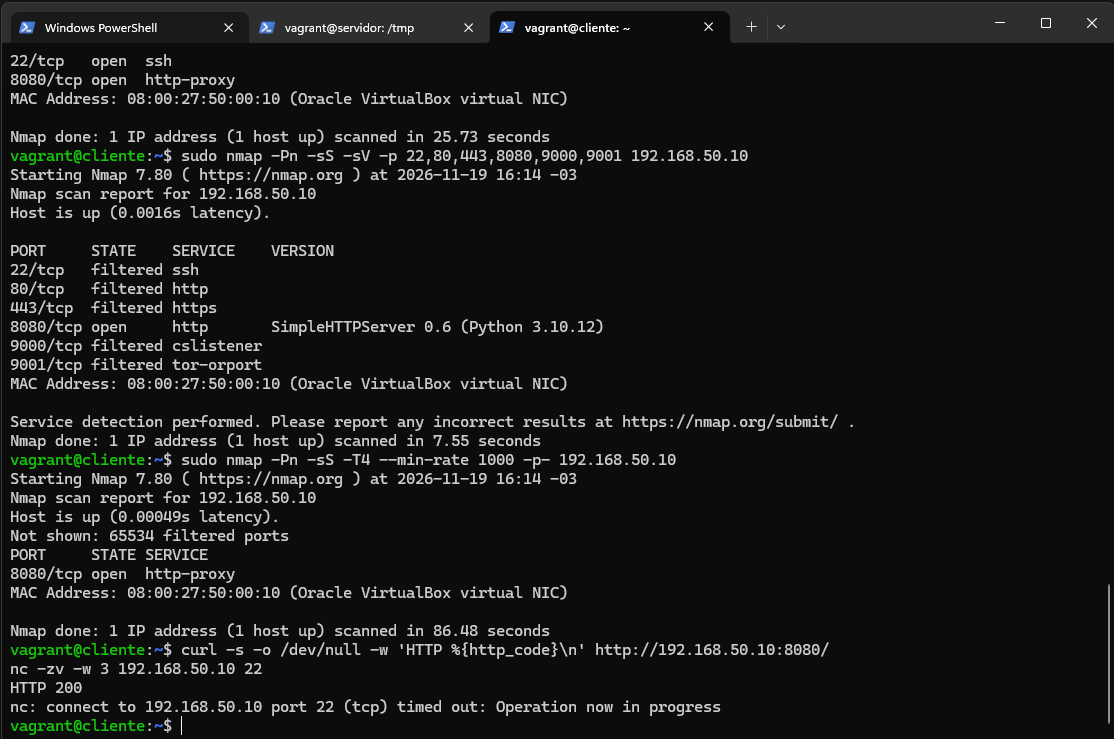 Windows PowerShell
vagrant@servidor: /tmp
vagrant@cliente: ~
22/tcp   open  ssh
8080/tcp open  http-proxy
MAC Address: 08:00:27:50:00:10 (Oracle VirtualBox virtual NIC)
Nmap done: 1 IP address (1 host up) scanned in 25.73 seconds
vagrant@cliente:~$ sudo nmap -Pn -sS -sV -p 22,80,443,8080,9000,9001 192.168.50.10
Starting Nmap 7.80 ( https://nmap.org ) at 2026-11-19 16:14 -03
Nmap scan report for 192.168.50.10
Host is up (0.0016s latency).
PORT     STATE    SERVICE    VERSION
22/tcp   filtered ssh
80/tcp   filtered http
443/tcp  filtered https
8080/tcp open     http       SimpleHTTPServer 0.6 (Python 3.10.12)
9000/tcp filtered cslistener
9001/tcp filtered tor-orport
MAC Address: 08:00:27:50:00:10 (Oracle VirtualBox virtual NIC)
Service detection performed. Please report any incorrect results at https://nmap.org/submit/ .
Nmap done: 1 IP address (1 host up) scanned in 7.55 seconds
vagrant@cliente:~$ sudo nmap -Pn -sS -T4 --min-rate 1000 -p- 192.168.50.10
Starting Nmap 7.80 ( https://nmap.org ) at 2026-11-19 16:14 -03
Nmap scan report for 192.168.50.10
Host is up (0.00049s latency).
Not shown: 65534 filtered ports
PORT     STATE SERVICE
8080/tcp open  http-proxy
MAC Address: 08:00:27:50:00:10 (Oracle VirtualBox virtual NIC)
Nmap done: 1 IP address (1 host up) scanned in 86.48 seconds
vagrant@cliente:~$ curl -s -o /dev/null -w 'HTTP %{http_code}\n' http://192.168.50.10:8080/
nc -zv -w 3 192.168.50.10 22
HTTP 200
nc: connect to 192.168.50.10 port 22 (tcp) timed out: Operation now in progress
vagrant@cliente:~$